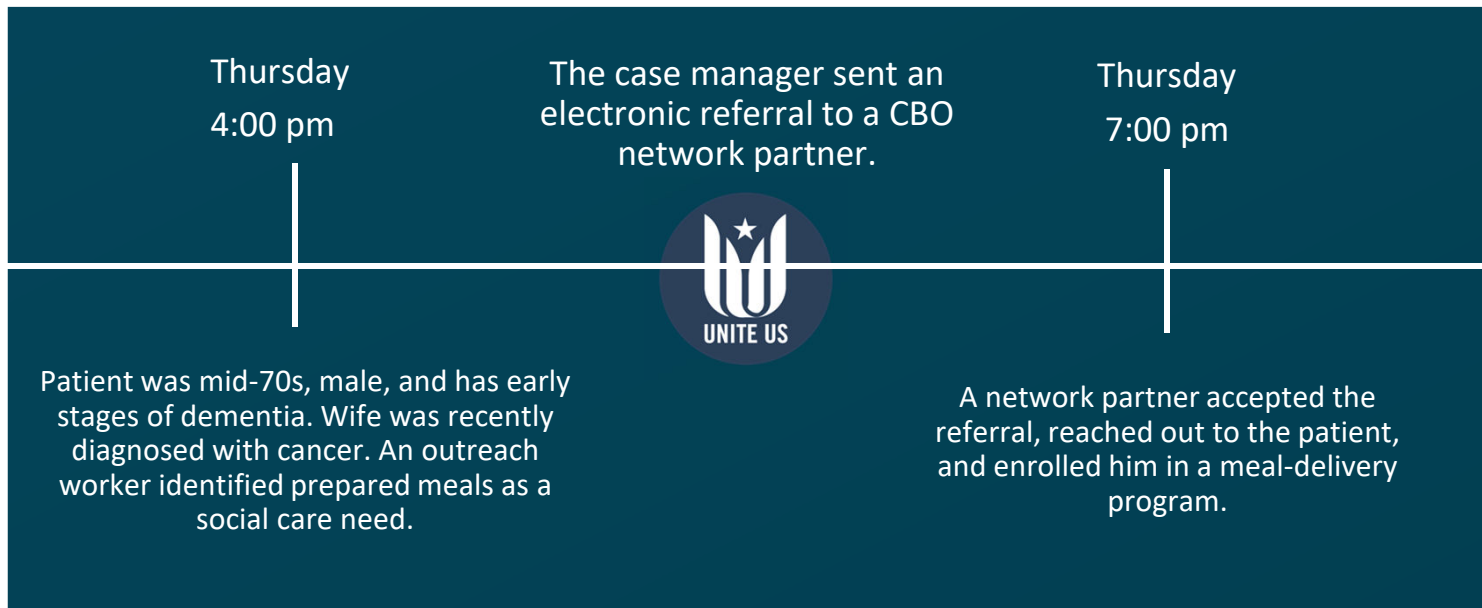 Thursday
4:00 pm
The case manager sent an
electronic referral to a CBO
network partner.
Thursday
7:00 pm
UNITE US
Patient was mid-70s, male, and has early
stages of dementia. Wife was recently
diagnosed with cancer. An outreach
worker identified prepared meals as a
social care need.
A network partner accepted the
referral, reached out to the patient,
and enrolled him in a meal-delivery
program.